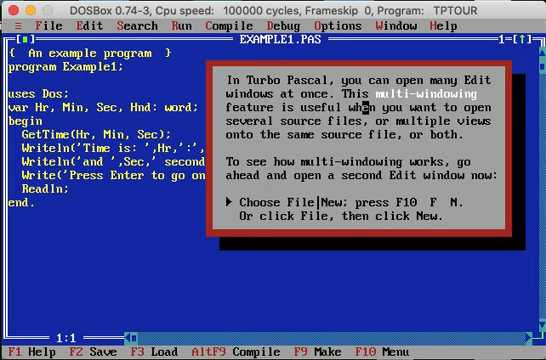 DOSBox 0.74-3, Cpu speed: 100000 cycles, Frameskip 0, Program: TPTOUR
≡ File Edit Search Run Compile Debug Options Window Help
[■] EXAMPLE1.PAS 1=[↑]
{ An example program }
program Example1;
uses Dos;
var Hr, Min, Sec, Hnd: word;
begin
GetTime(Hr, Min, Sec);
Writeln('Time is: ',Hr,':',
Writeln('and ',Sec,' second
Write('Press Enter to go on
Readln;
end.
In Turbo Pascal, you can open many Edit
windows at once. This multi-windowing
feature is useful when you want to open
several source files, or multiple views
onto the same source file, or both.
To see how multi-windowing works, go
ahead and open a second Edit window now:
► Choose File|New; press F10 F N.
Or click File, then click New.
1:1
F1 Help F2 Save F3 Load AltF9 Compile F9 Make F10 Menu